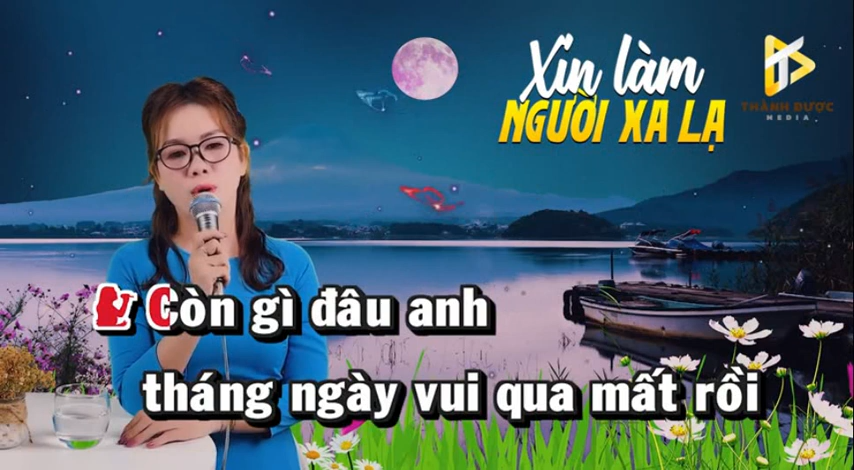 Xin làm
NGƯỜI XA LẠ
THÀNH ĐƯỢC
MEDIA
Còn gì đâu anh
tháng ngày vui qua mất rồi